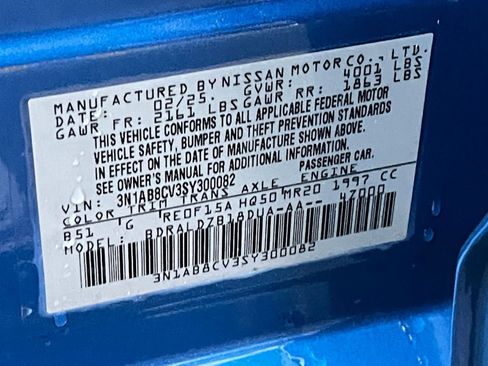 MANUFACTURED BY NISSAN MOTOR CO., LTD.
DATE: 02/25. GVWR: 4001 LBS
GAWR FR: 2161 LBS GAWR RR: 1863 LBS
THIS VEHICLE CONFORMS TO ALL APPLICABLE FEDERAL MOTOR
VEHICLE SAFETY, BUMPER AND THEFT PREVENTION STANDARDS
IN EFFECT ON THE DATE OF MANUFACTURE SHOWN ABOVE.
SEE OWNER'S MANUAL FOR ADDITIONAL INFORMATION.
VIN: 3N1AB8CV3SY300082 PASSENGER CAR.
COLOR TRIM TRANS AXLE ENGINE
B51 G RE0F15A HQ50 MR20 1997 CC
MODEL: BDRALDZB18DUA-AA-- 47000
3N1AB8CV3SY300082